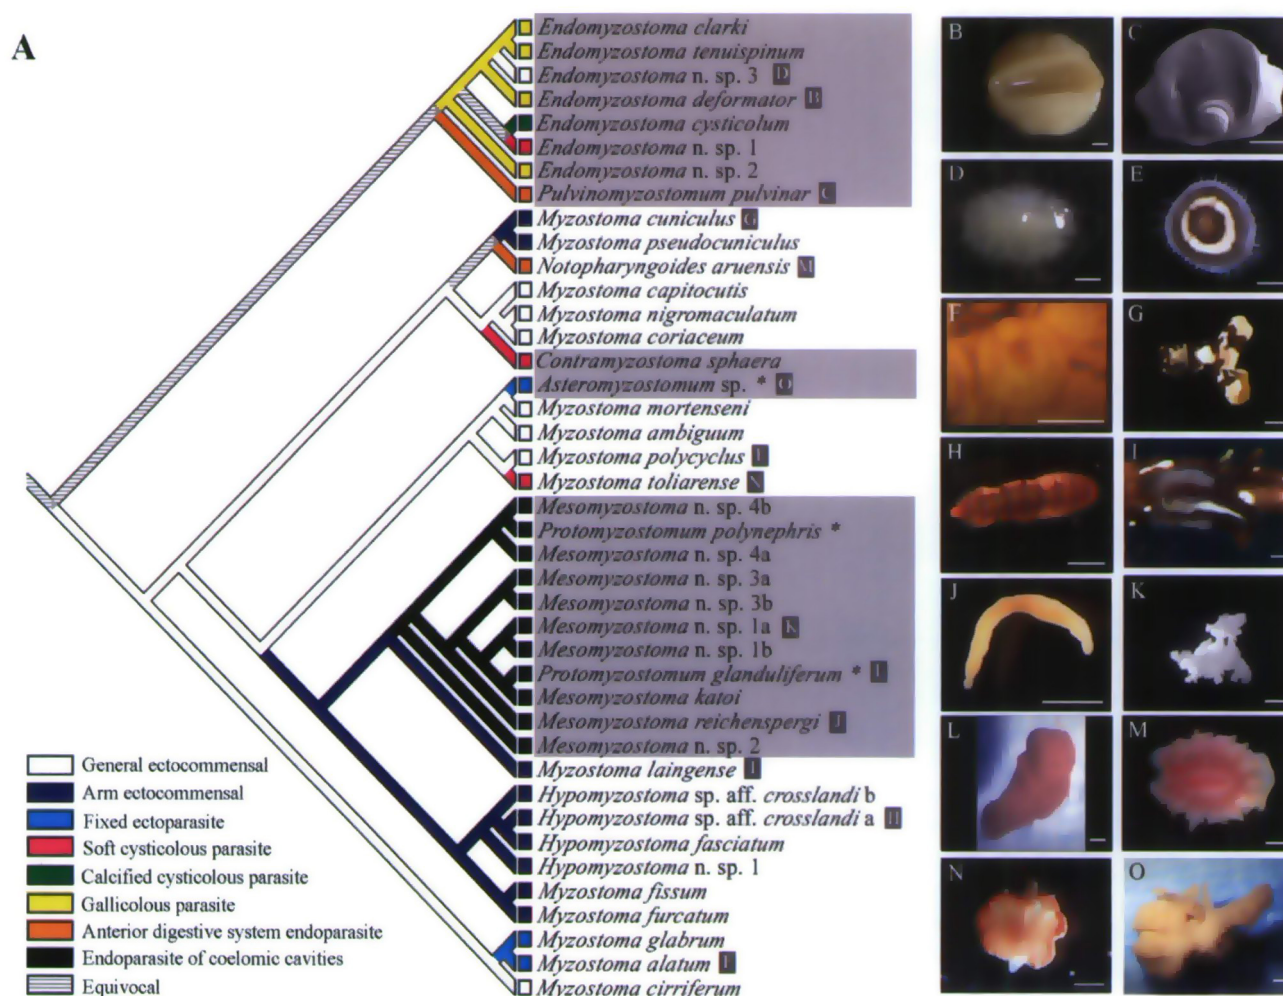 A
Endomyzostoma clarki
Endomyzostoma tenuispinum
Endomyzostoma n. sp. 3 D
Endomyzostoma deformator B
Endomyzostoma cysticolum
Endomyzostoma n. sp. 1
Endomyzostoma n. sp. 2
Pulvinomyzostomum pulvinar C
Myzostoma cuniculus G
Myzostoma pseudocuniculus
Notopharyngoides aruensis M
Myzostoma capitocutis
Myzostoma nigromaculatum
Myzostoma coriaceum
Contramyzostoma sphaera
Asteromyzostomum sp. * O
Myzostoma mortenseni
Myzostoma ambiguum
Myzostoma polycyclus
Myzostoma toliarense N
Mesomyzostoma n. sp. 4b
Protomyzostomum polynephris *
Mesomyzostoma n. sp. 4a
Mesomyzostoma n. sp. 3a
Mesomyzostoma n. sp. 3b
Mesomyzostoma n. sp. 1a K
Mesomyzostoma n. sp. 1b
Protomyzostomum glanduliferum *
Mesomyzostoma katoi
Mesomyzostoma reichenspergi J
Mesomyzostoma n. sp. 2
Myzostoma laingense
Hypomyzostoma sp. aff. crosslandi b
Hypomyzostoma sp. aff. crosslandi a H
Hypomyzostoma fasciatum
Hypomyzostoma n. sp. 1
Myzostoma fissum
Myzostoma furcatum
Myzostoma glabrum
Myzostoma alatum
Myzostoma cirriferum
General ectocommensal
Arm ectocommensal
Fixed ectoparasite
Soft cysticolous parasite
Calcified cysticolous parasite
Gallicolous parasite
Anterior digestive system endoparasite
Endoparasite of coelomic cavities
Equivocal
B
C
D
E
F
G
H
I
J
K
L
M
N
O